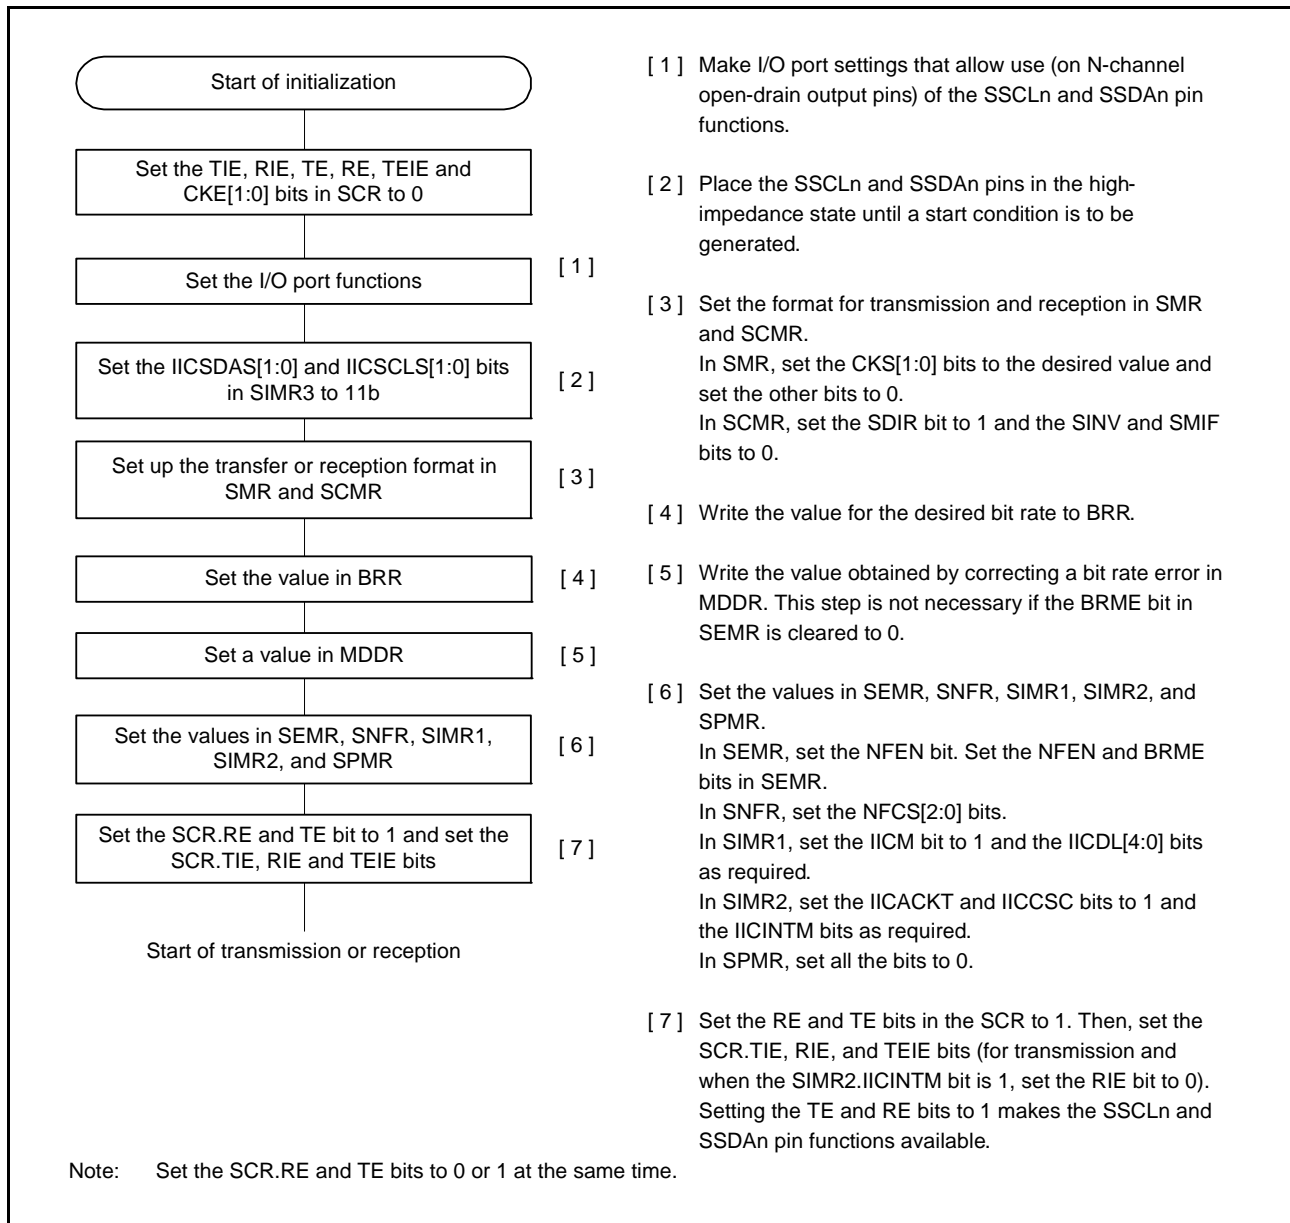 Start of initialization
Set the TIE, RIE, TE, RE, TEIE and
CKE[1:0] bits in SCR to 0
Set the I/O port functions
[ 1 ]
Set the IICSDAS[1:0] and IICSCLS[1:0] bits
in SIMR3 to 11b
[ 2 ]
Set up the transfer or reception format in
SMR and SCMR
[ 3 ]
Set the value in BRR
[ 4 ]
Set a value in MDDR
[ 5 ]
Set the values in SEMR, SNFR, SIMR1,
SIMR2, and SPMR
[ 6 ]
Set the SCR.RE and TE bit to 1 and set the
SCR.TIE, RIE and TEIE bits
[ 7 ]
Start of transmission or reception
[ 1 ] Make I/O port settings that allow use (on N-channel
open-drain output pins) of the SSCLn and SSDAn pin
functions.
[ 2 ] Place the SSCLn and SSDAn pins in the high-
impedance state until a start condition is to be
generated.
[ 3 ] Set the format for transmission and reception in SMR
and SCMR.
In SMR, set the CKS[1:0] bits to the desired value and
set the other bits to 0.
In SCMR, set the SDIR bit to 1 and the SINV and SMIF
bits to 0.
[ 4 ] Write the value for the desired bit rate to BRR.
[ 5 ] Write the value obtained by correcting a bit rate error in
MDDR. This step is not necessary if the BRME bit in
SEMR is cleared to 0.
[ 6 ] Set the values in SEMR, SNFR, SIMR1, SIMR2, and
SPMR.
In SEMR, set the NFEN bit. Set the NFEN and BRME
bits in SEMR.
In SNFR, set the NFCS[2:0] bits.
In SIMR1, set the IICM bit to 1 and the IICDL[4:0] bits
as required.
In SIMR2, set the IICACKT and IICCSC bits to 1 and
the IICINTM bits as required.
In SPMR, set all the bits to 0.
[ 7 ] Set the RE and TE bits in the SCR to 1. Then, set the
SCR.TIE, RIE, and TEIE bits (for transmission and
when the SIMR2.IICINTM bit is 1, set the RIE bit to 0).
Setting the TE and RE bits to 1 makes the SSCLn and
SSDAn pin functions available.
Note: Set the SCR.RE and TE bits to 0 or 1 at the same time.